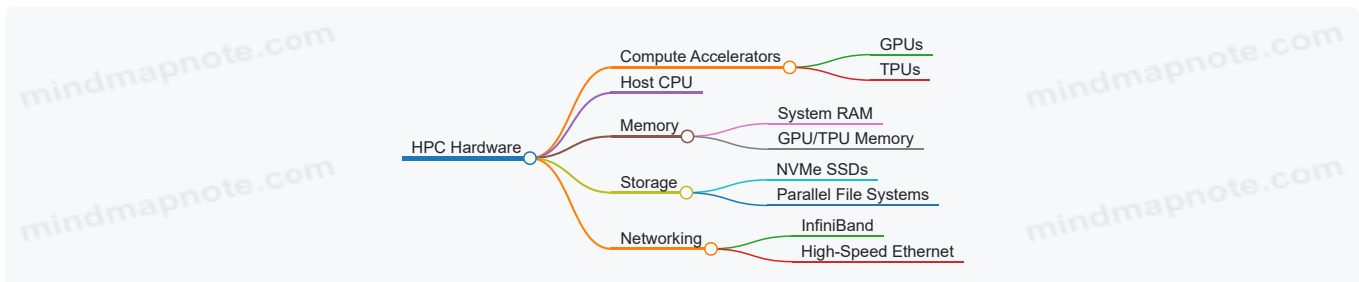 mindmapnote.com
mindmapnote.com
HPC Hardware
Compute Accelerators
GPUs
TPUs
Host CPU
Memory
System RAM
GPU/TPU Memory
Storage
NVMe SSDs
Parallel File Systems
Networking
InfiniBand
High-Speed Ethernet
mindmapnote.com
mindmapnote.com